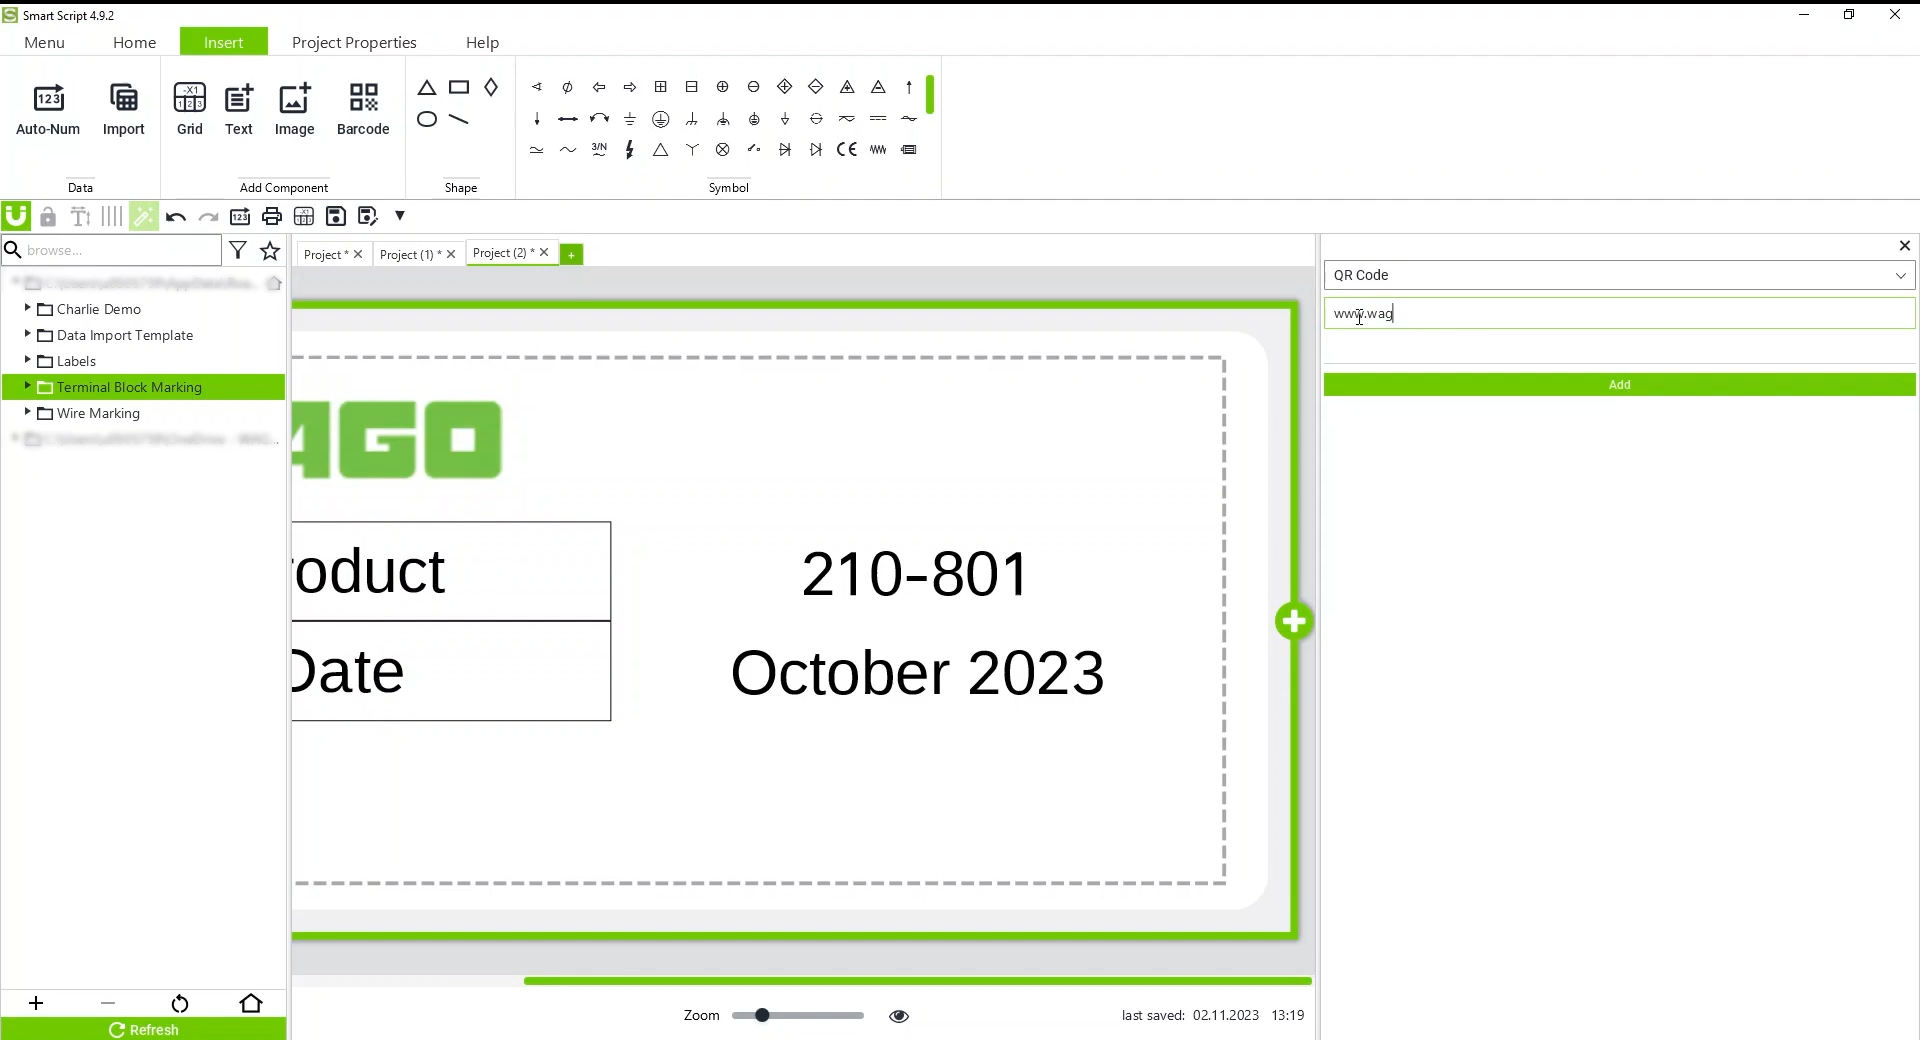 Smart Script 4.9.2
Menu Home Insert Project Properties Help
Auto-Num Import Grid Text Image Barcode
Data Add Component Shape Symbol
browse...
Project * Project (1) * Project (2) *
Charlie Demo
Data Import Template
Labels
Terminal Block Marking
Wire Marking
Refresh
AGO
roduct 210-801
Date October 2023
Zoom last saved: 02.11.2023 13:19
QR Code
www.wag
Add